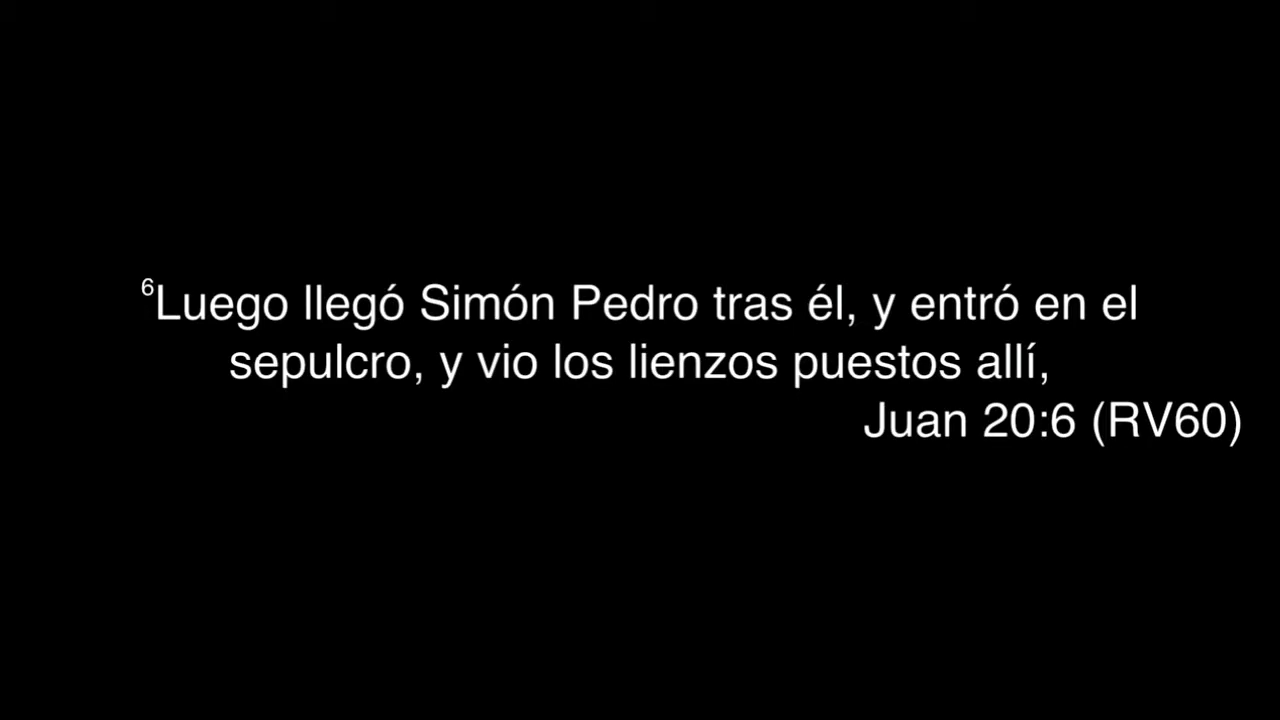 ⁶Luego llegó Simón Pedro tras él, y entró en el
sepulcro, y vio los lienzos puestos allí,
Juan 20:6 (RV60)